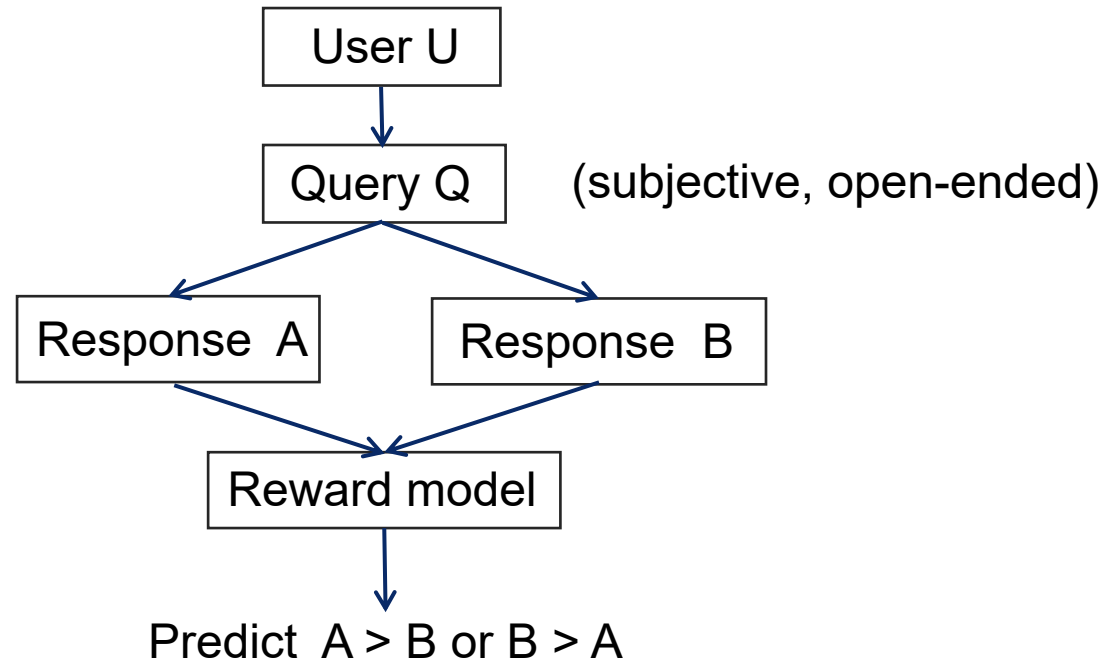 User U
Query Q
(subjective, open-ended)
Response A
Response B
Reward model
Predict A > B or B > A